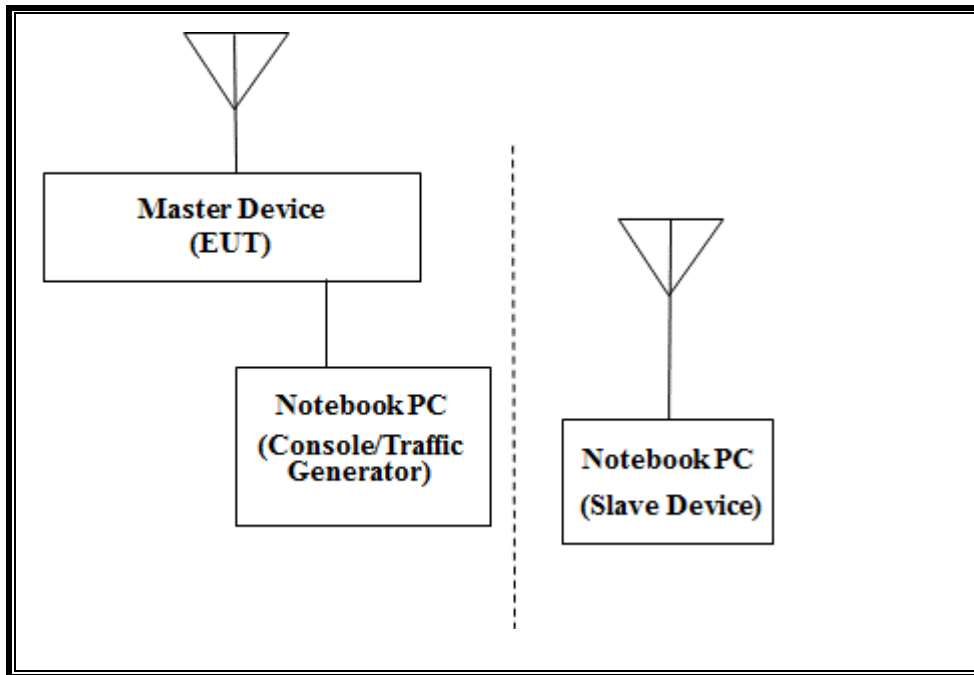 Master Device
(EUT)
Notebook PC
(Console/Traffic
Generator)
Notebook PC
(Slave Device)